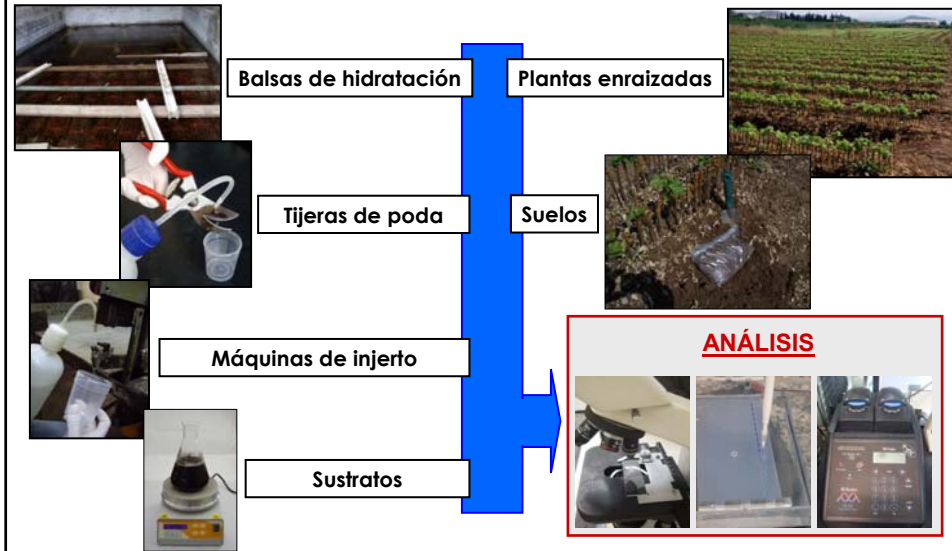 Balsas de hidratación
Plantas enraizadas
Tijeras de poda
Suelos
Máquinas de injerto
ANÁLISIS
Sustratos